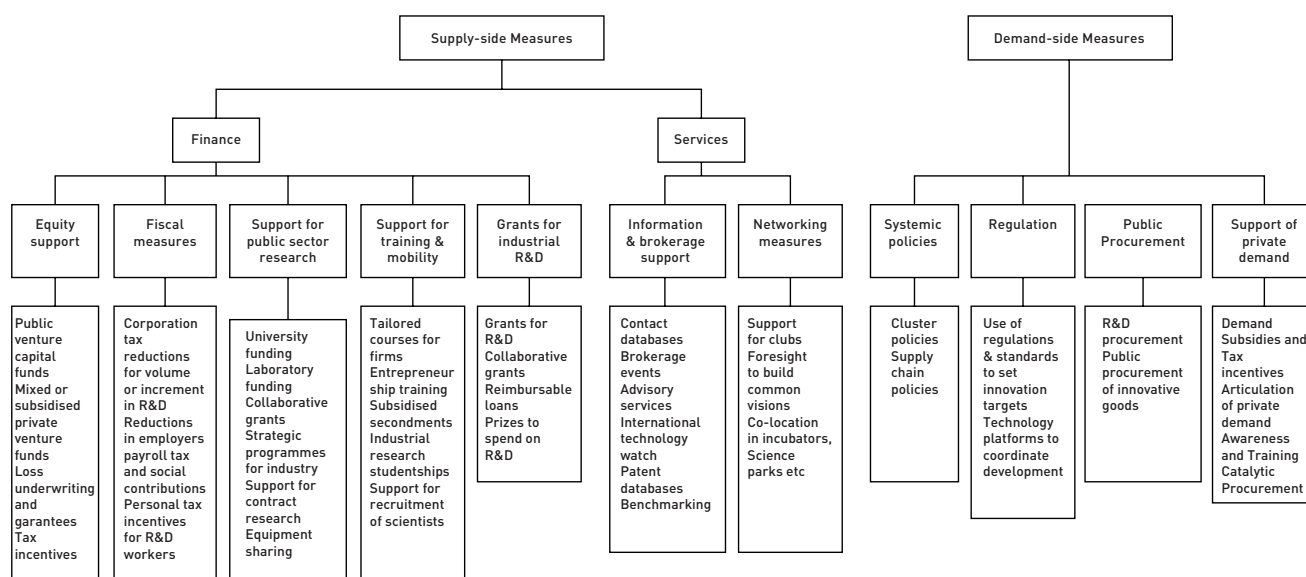 Supply-side Measures
Demand-side Measures
Finance
Services
Equity
support
Fiscal
measures
Support for
public sector
research
Support for
training &
mobility
Grants for
industrial
R&D
Information
& brokerage
support
Networking
measures
Systemic
policies
Regulation
Public
Procurement
Support of
private
demand
Public
venture
capital
funds
Mixed or
subsidised
private
venture
funds
Loss
underwriting
and
garantees
Tax
incentives
Corporation
tax
reductions
for volume
or increment
in R&D
Reductions
in employers
payroll tax
and social
contributions
Personal tax
incentives
for R&D
workers
University
funding
Laboratory
funding
Collaborative
grants
Strategic
programmes
for industry
Support for
contract
research
Equipment
sharing
Tailored
courses for
firms
Entrepreneur
ship training
Subsidised
secondments
Industrial
research
studentships
Support for
recruitment
of scientists
Grants for
R&D
Collaborative
grants
Reimbursable
loans
Prizes to
spend on
R&D
Contact
databases
Brokerage
events
Advisory
services
International
technology
watch
Patent
databases
Benchmarking
Support
for clubs
Foresight
to build
common
visions
Co-location
in incubators,
Science
parks etc
Cluster
policies
Supply
chain
policies
Use of
regulations
& standards
to set
innovation
targets
Technology
platforms to
coordinate
development
R&D
procurement
Public
procurement
of innovative
goods
Demand
Subsidies and
Tax
incentives
Articulation
of private
demand
Awareness
and Training
Catalytic
Procurement